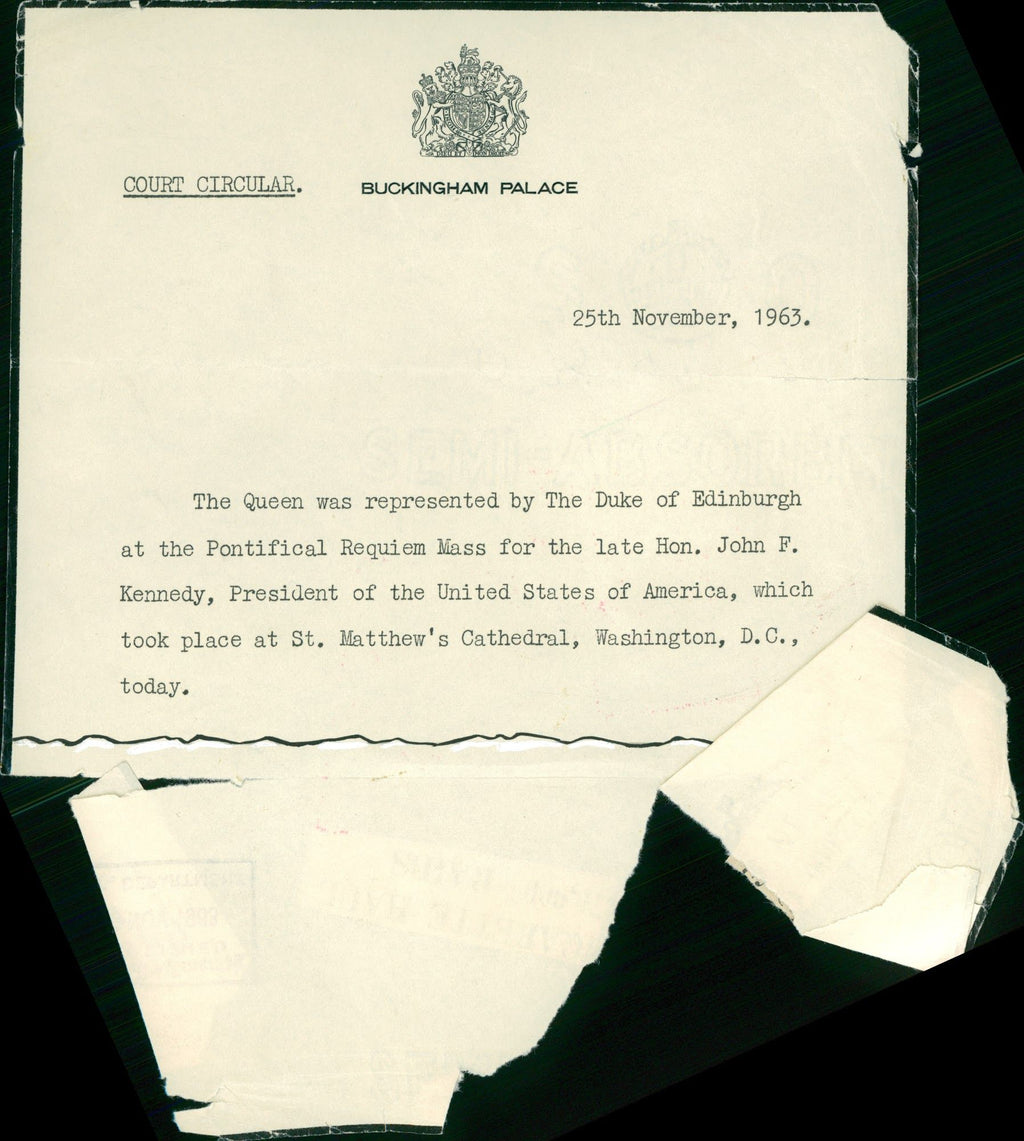 COURT CIRCULAR.
BUCKINGHAM PALACE
25th November, 1963.
The Queen was represented by The Duke of Edinburgh
at the Pontifical Requiem Mass for the late Hon. John F.
Kennedy, President of the United States of America, which
took place at St. Matthew's Cathedral, Washington, D.C.,
today.